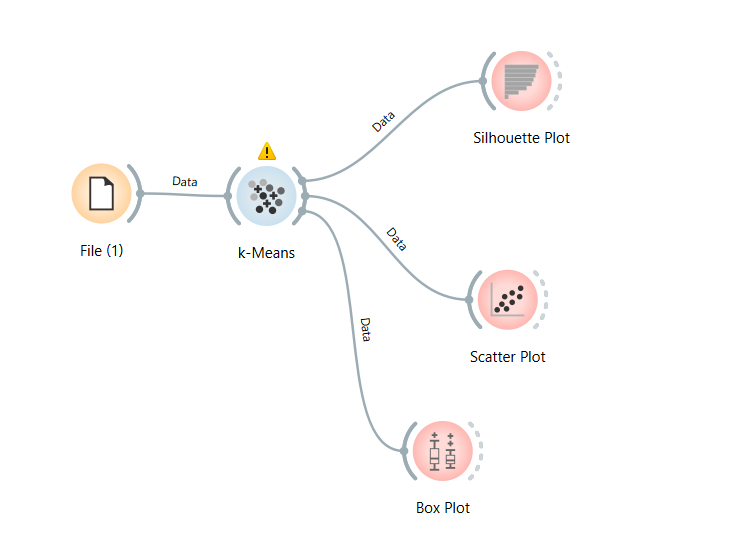 Silhouette Plot
Data
Data
File (1)
k-Means
Data
Scatter Plot
Data
Box Plot